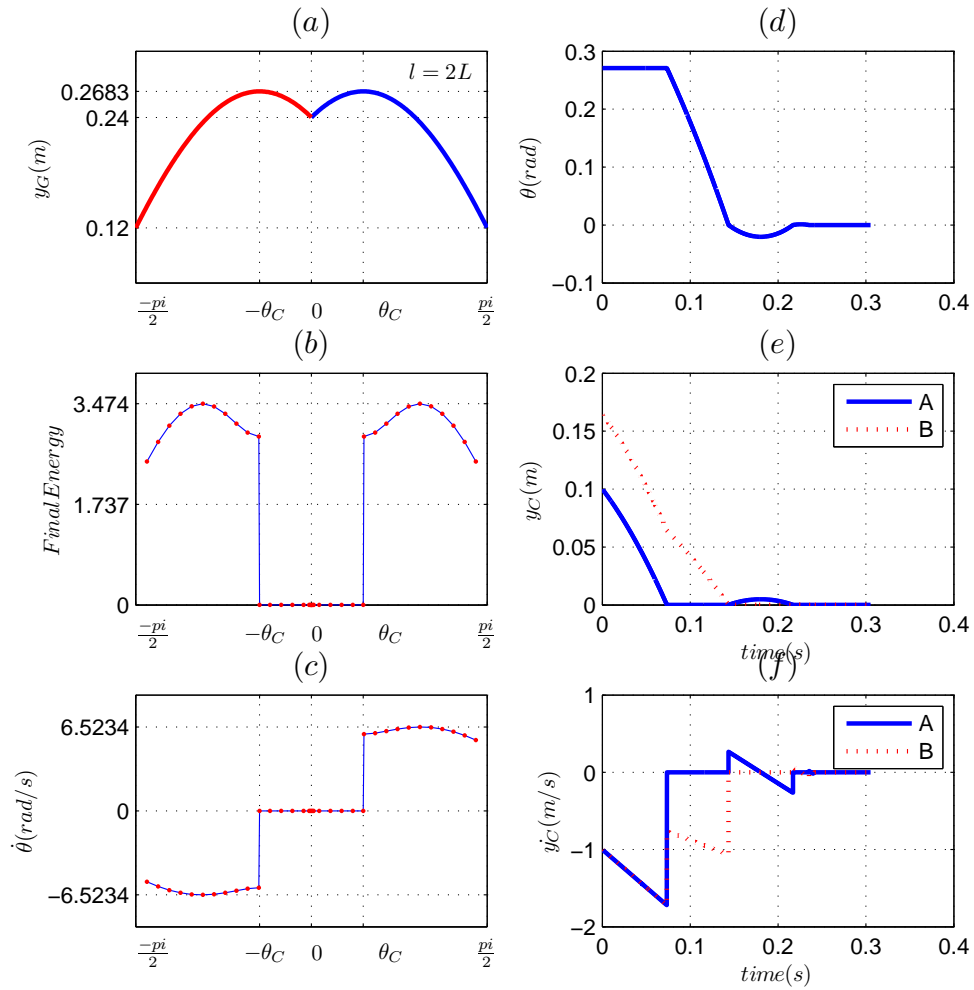 (a)
l = 2L
0.2683
0.24
0.12
y_G(m)
−pi/2 −θ_C 0 θ_C pi/2
(b)
3.474
1.737
0
FinalEnergy
−pi/2 −θ_C 0 θ_C pi/2
(c)
6.5234
0
−6.5234
θ̇(rad/s)
−pi/2 −θ_C 0 θ_C pi/2
(d)
0.3
0.2
0.1
0
−0.1
θ(rad)
0 0.1 0.2 0.3 0.4
(e)
0.2
0.15
0.1
0.05
0
y_C(m)
A
B
0 0.1 0.2 0.3 0.4
time(s)
(f)
1
0
−1
−2
ẏ_C(m/s)
A
B
0 0.1 0.2 0.3 0.4
time(s)